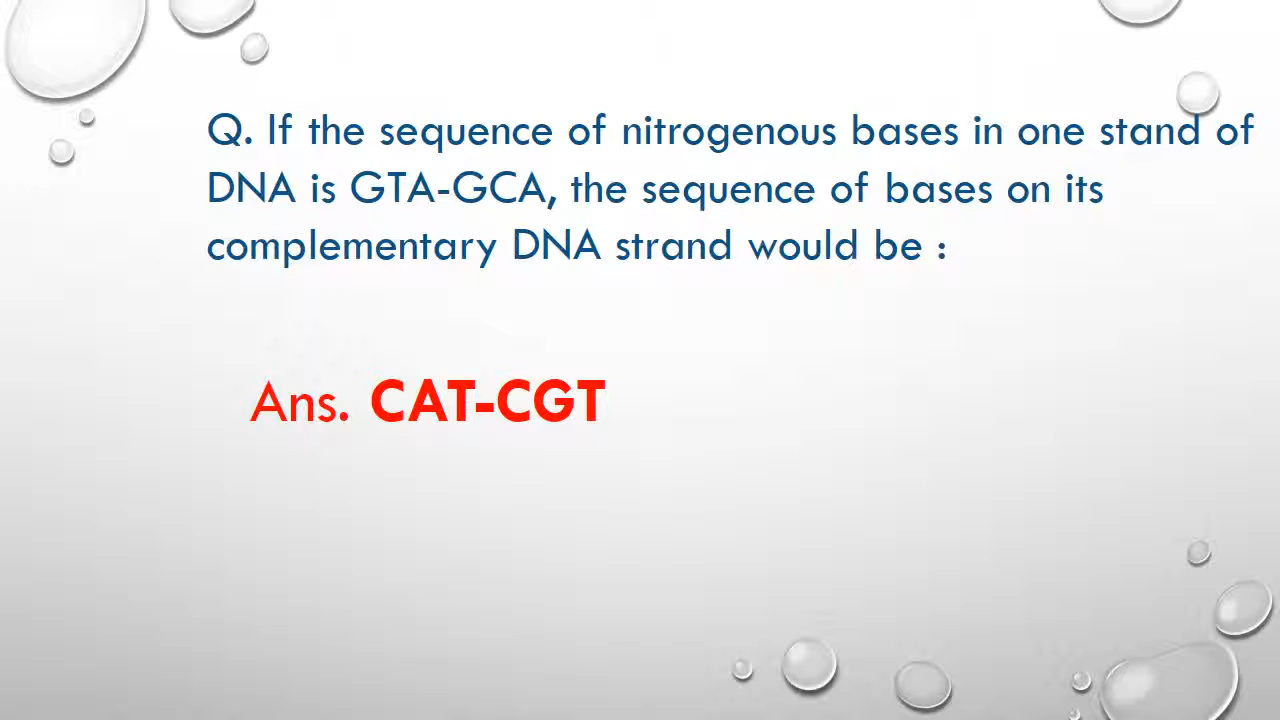 Q. If the sequence of nitrogenous bases in one stand of
DNA is GTA-GCA, the sequence of bases on its
complementary DNA strand would be :
Ans. CAT-CGT